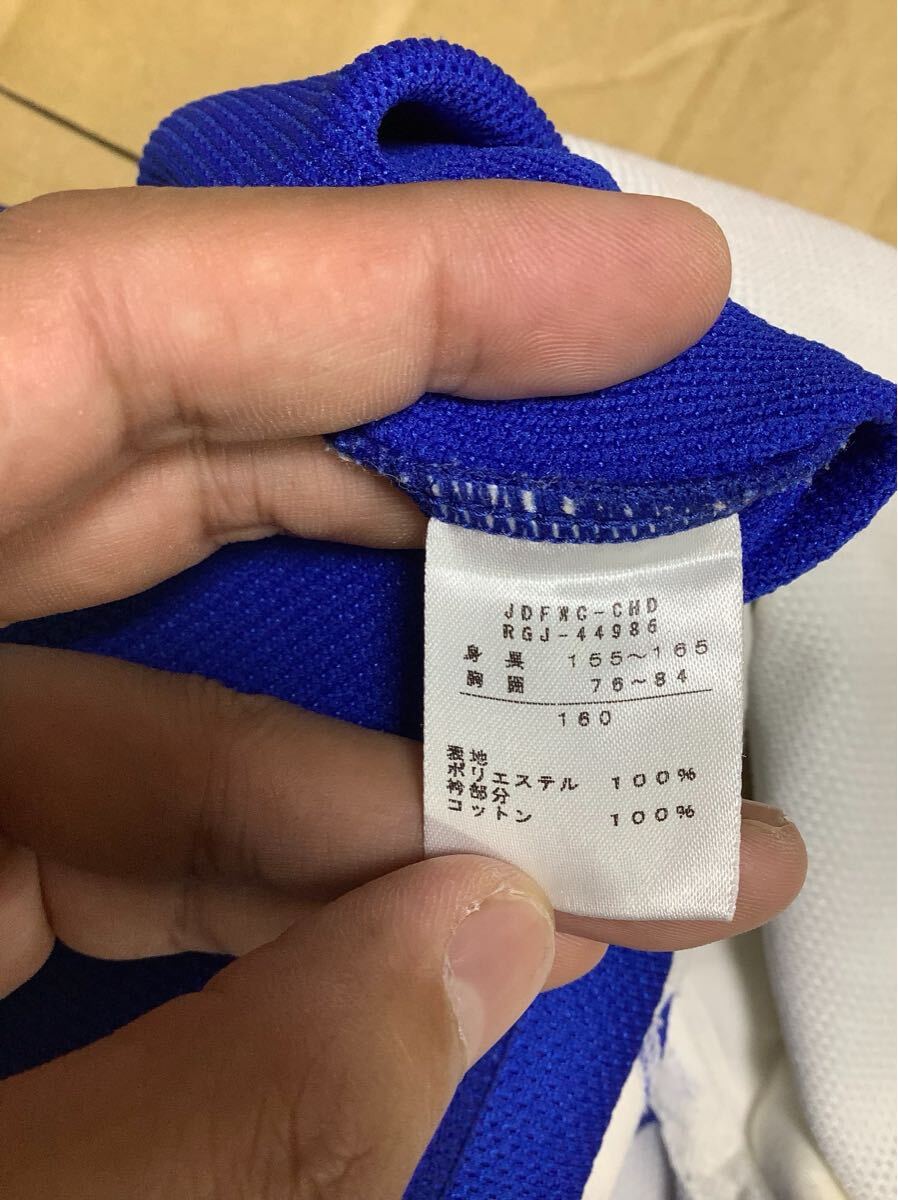 JDFWC-CHD
RGJ-44986
身長 155～165
胸囲 76～84
160
表地
ポリエステル 100%
衿部分
コットン 100%